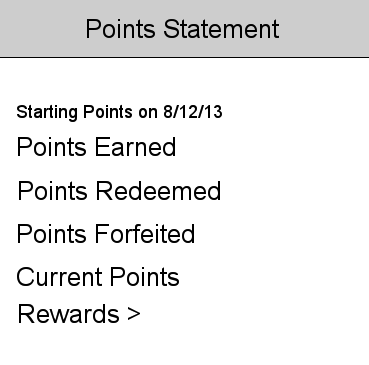 Points Statement
Starting Points on 8/12/13
Points Earned
Points Redeemed
Points Forfeited
Current Points
Rewards >